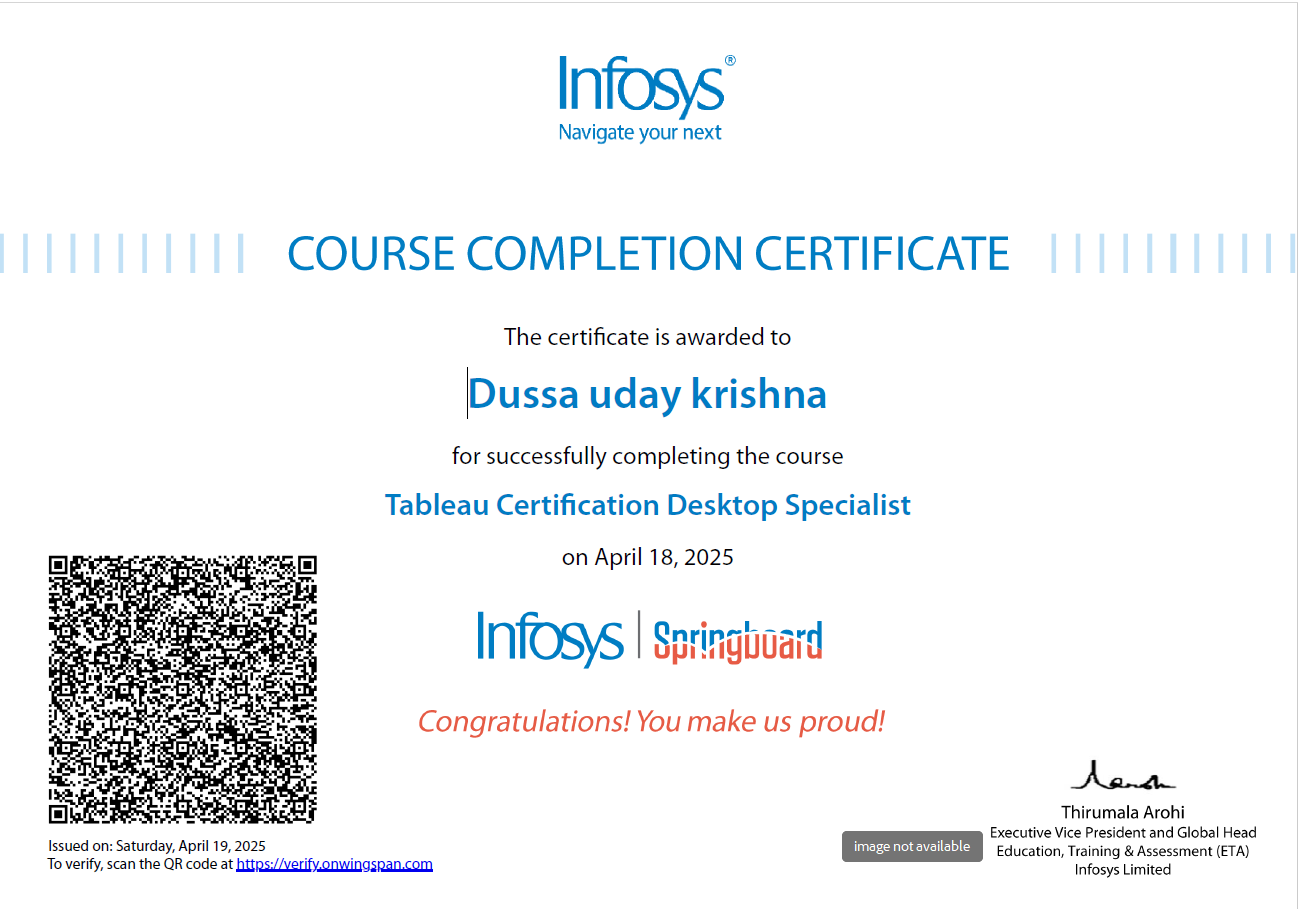 Infosys®
Navigate your next
COURSE COMPLETION CERTIFICATE
The certificate is awarded to
Dussa uday krishna
for successfully completing the course
Tableau Certification Desktop Specialist
on April 18, 2025
Infosys | Springboard
Congratulations! You make us proud!
Issued on: Saturday, April 19, 2025
To verify, scan the QR code at https://verify.onwingspan.com
image not available
Thirumala Arohi
Executive Vice President and Global Head
Education, Training & Assessment (ETA)
Infosys Limited